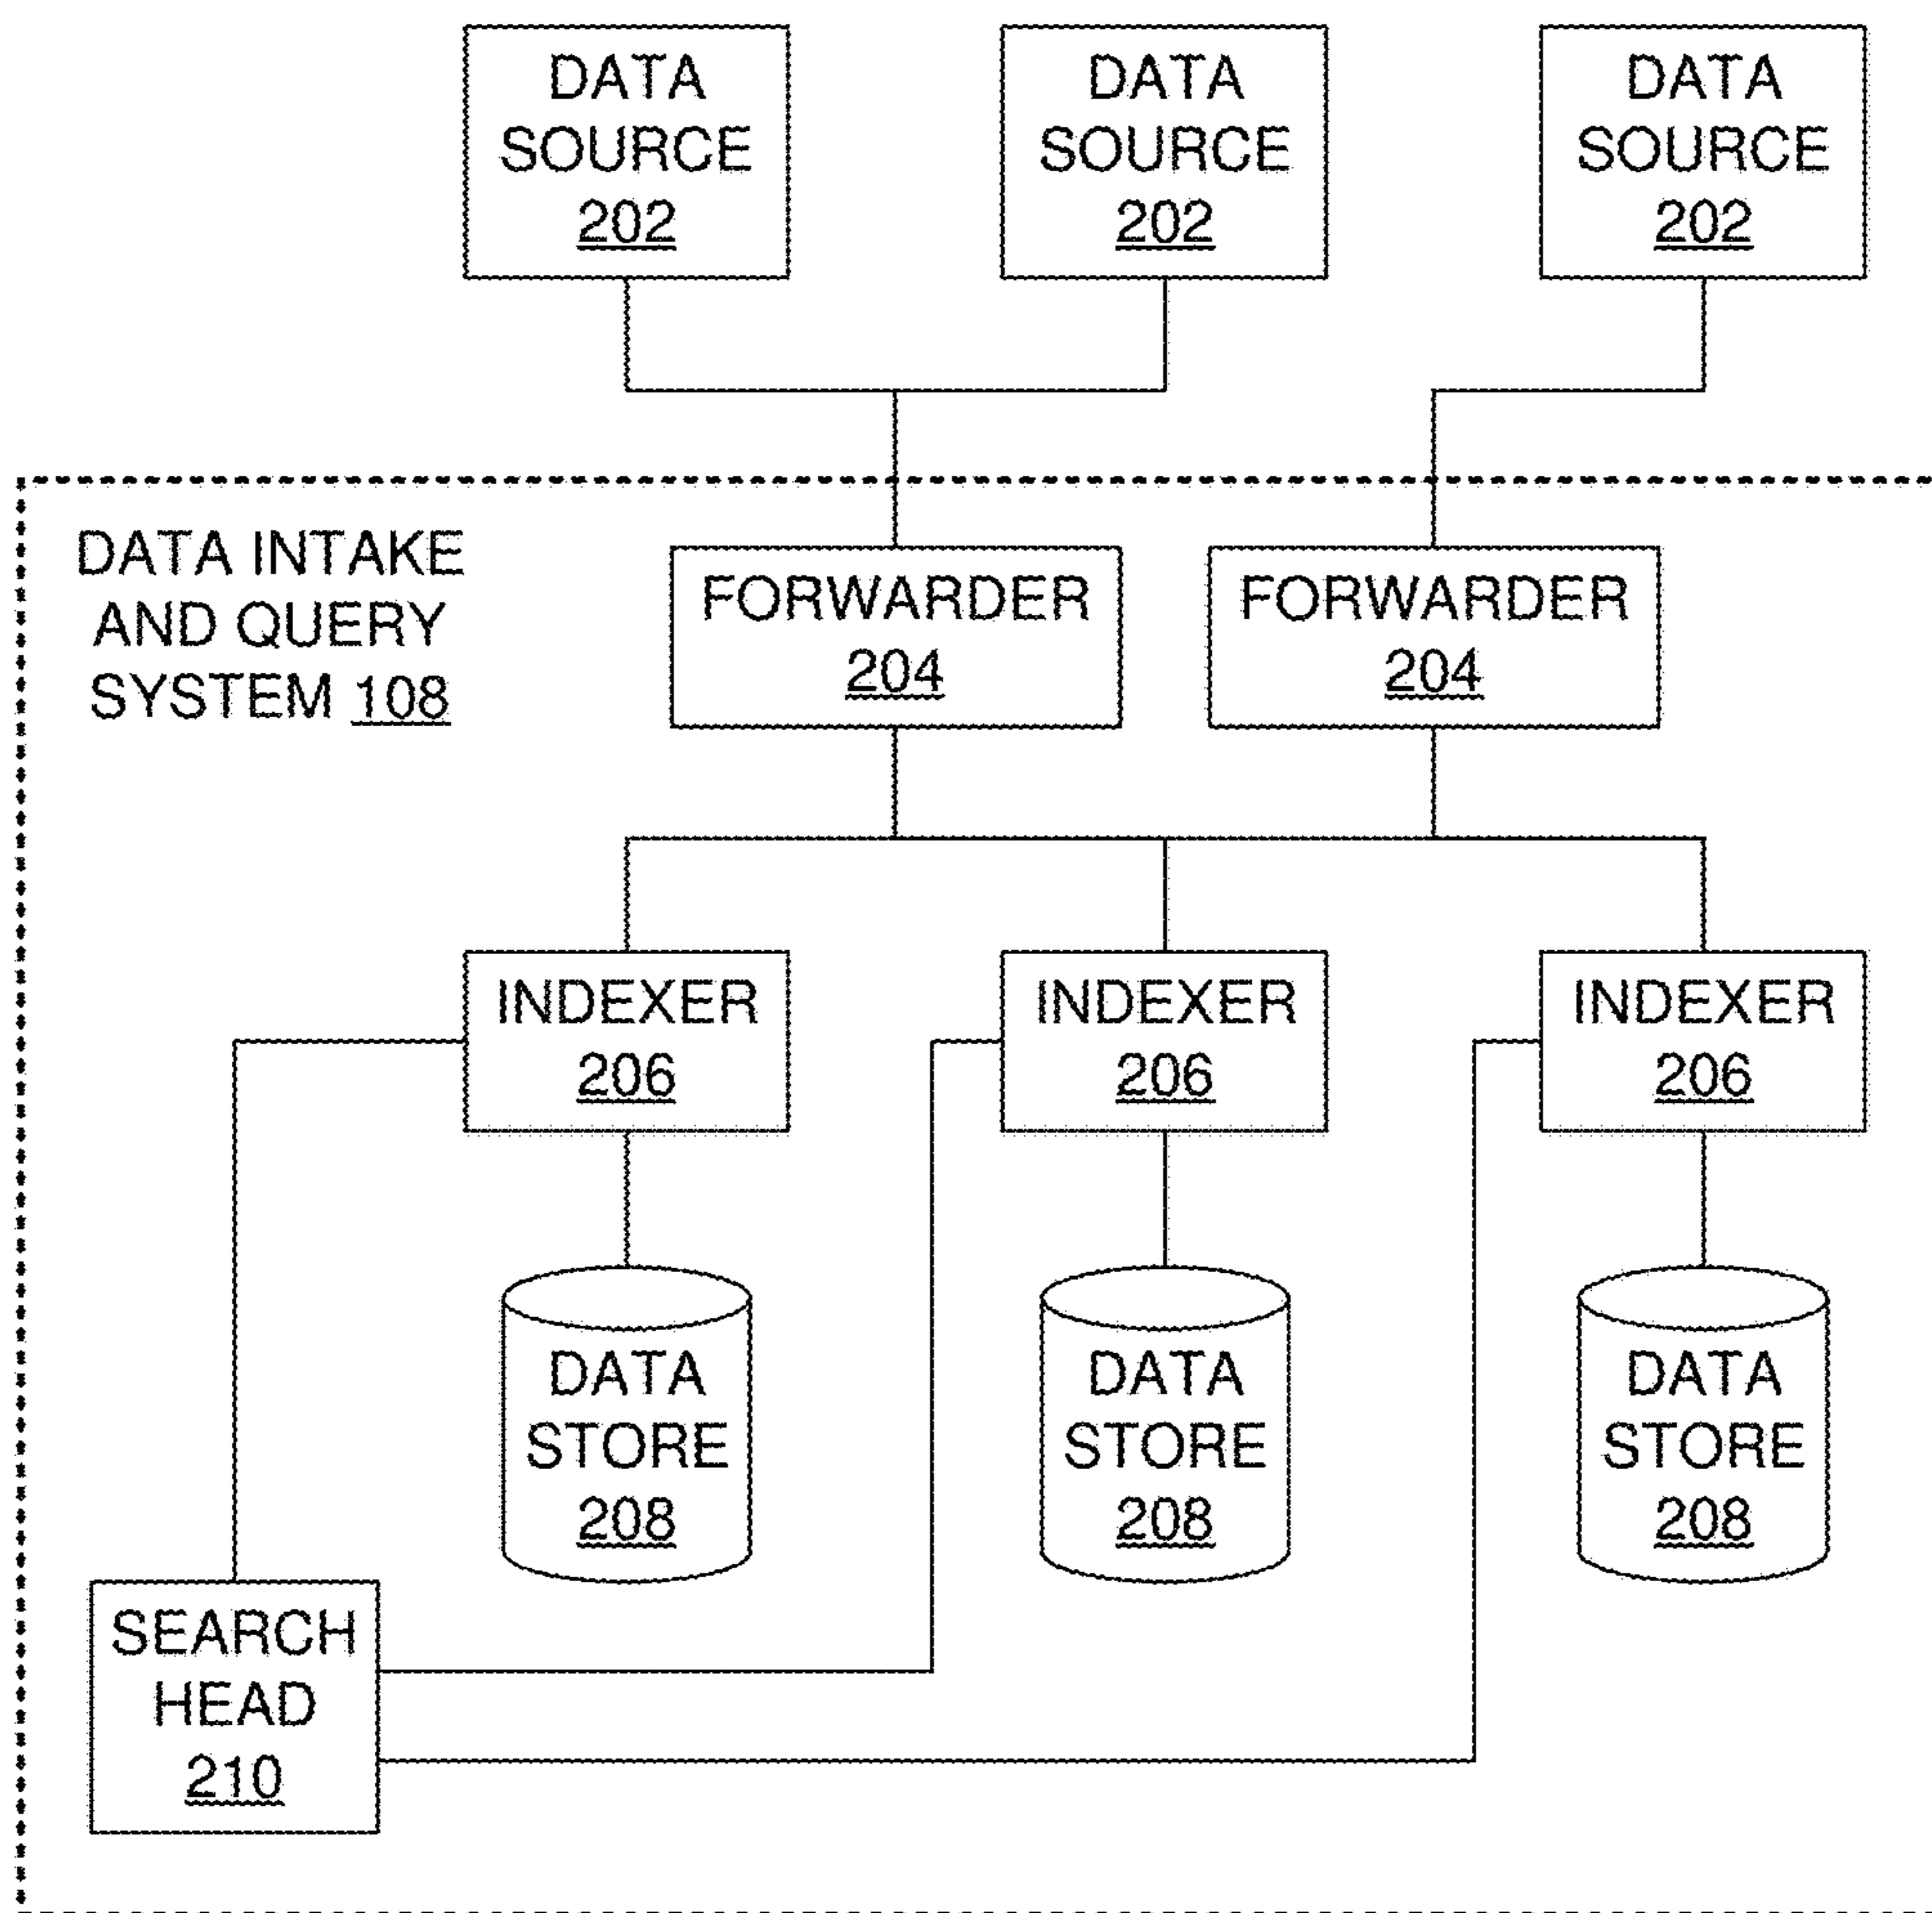 DATA
SOURCE
202
DATA
SOURCE
202
DATA
SOURCE
202
DATA INTAKE
AND QUERY
SYSTEM 108
FORWARDER
204
FORWARDER
204
INDEXER
206
INDEXER
206
INDEXER
206
DATA
STORE
208
DATA
STORE
208
DATA
STORE
208
SEARCH
HEAD
210